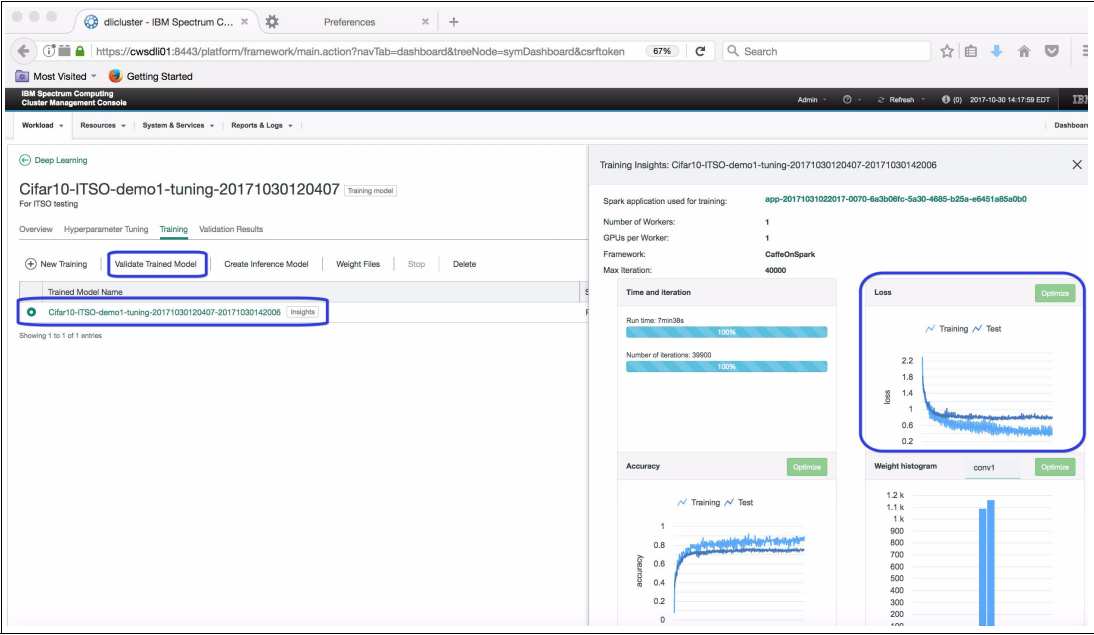 dlicluster - IBM Spectrum C... ×
Preferences ×
+
https://cwsdli01:8443/platform/framework/main.action?navTab=dashboard&treeNode=symDashboard&csrftoken 67% Search
Most Visited Getting Started
IBM Spectrum Computing
Cluster Management Console
Admin Refresh (0) 2017-10-30 14:17:59 EDT IBM
Workload Resources System & Services Reports & Logs Dashboar
Deep Learning
Cifar10-ITSO-demo1-tuning-20171030120407 Training model
For ITSO testing
Overview Hyperparameter Tuning Training Validation Results
New Training Validate Trained Model Create Inference Model Weight Files Stop Delete
Trained Model Name S
Cifar10-ITSO-demo1-tuning-20171030120407-20171030142006 Insights F
Showing 1 to 1 of 1 entries
Training Insights: Cifar10-ITSO-demo1-tuning-20171030120407-20171030142006
Spark application used for training: app-20171031022017-0070-6a3b06fc-5a30-4685-b25a-e6451a85a0b0
Number of Workers: 1
GPUs per Worker: 1
Framework: CaffeOnSpark
Max Iteration: 40000
Time and iteration
Run time: 7min38s
100%
Number of iterations: 39900
100%
Loss Optimize
Training Test
2.2
1.8
1.4
1
0.6
0.2
loss
Accuracy Optimize
Training Test
1
0.8
0.6
0.4
0.2
0
accuracy
Weight histogram conv1 Optimize
1.2 k
1.1 k
1 k
900
800
700
600
500
400
300
200
100